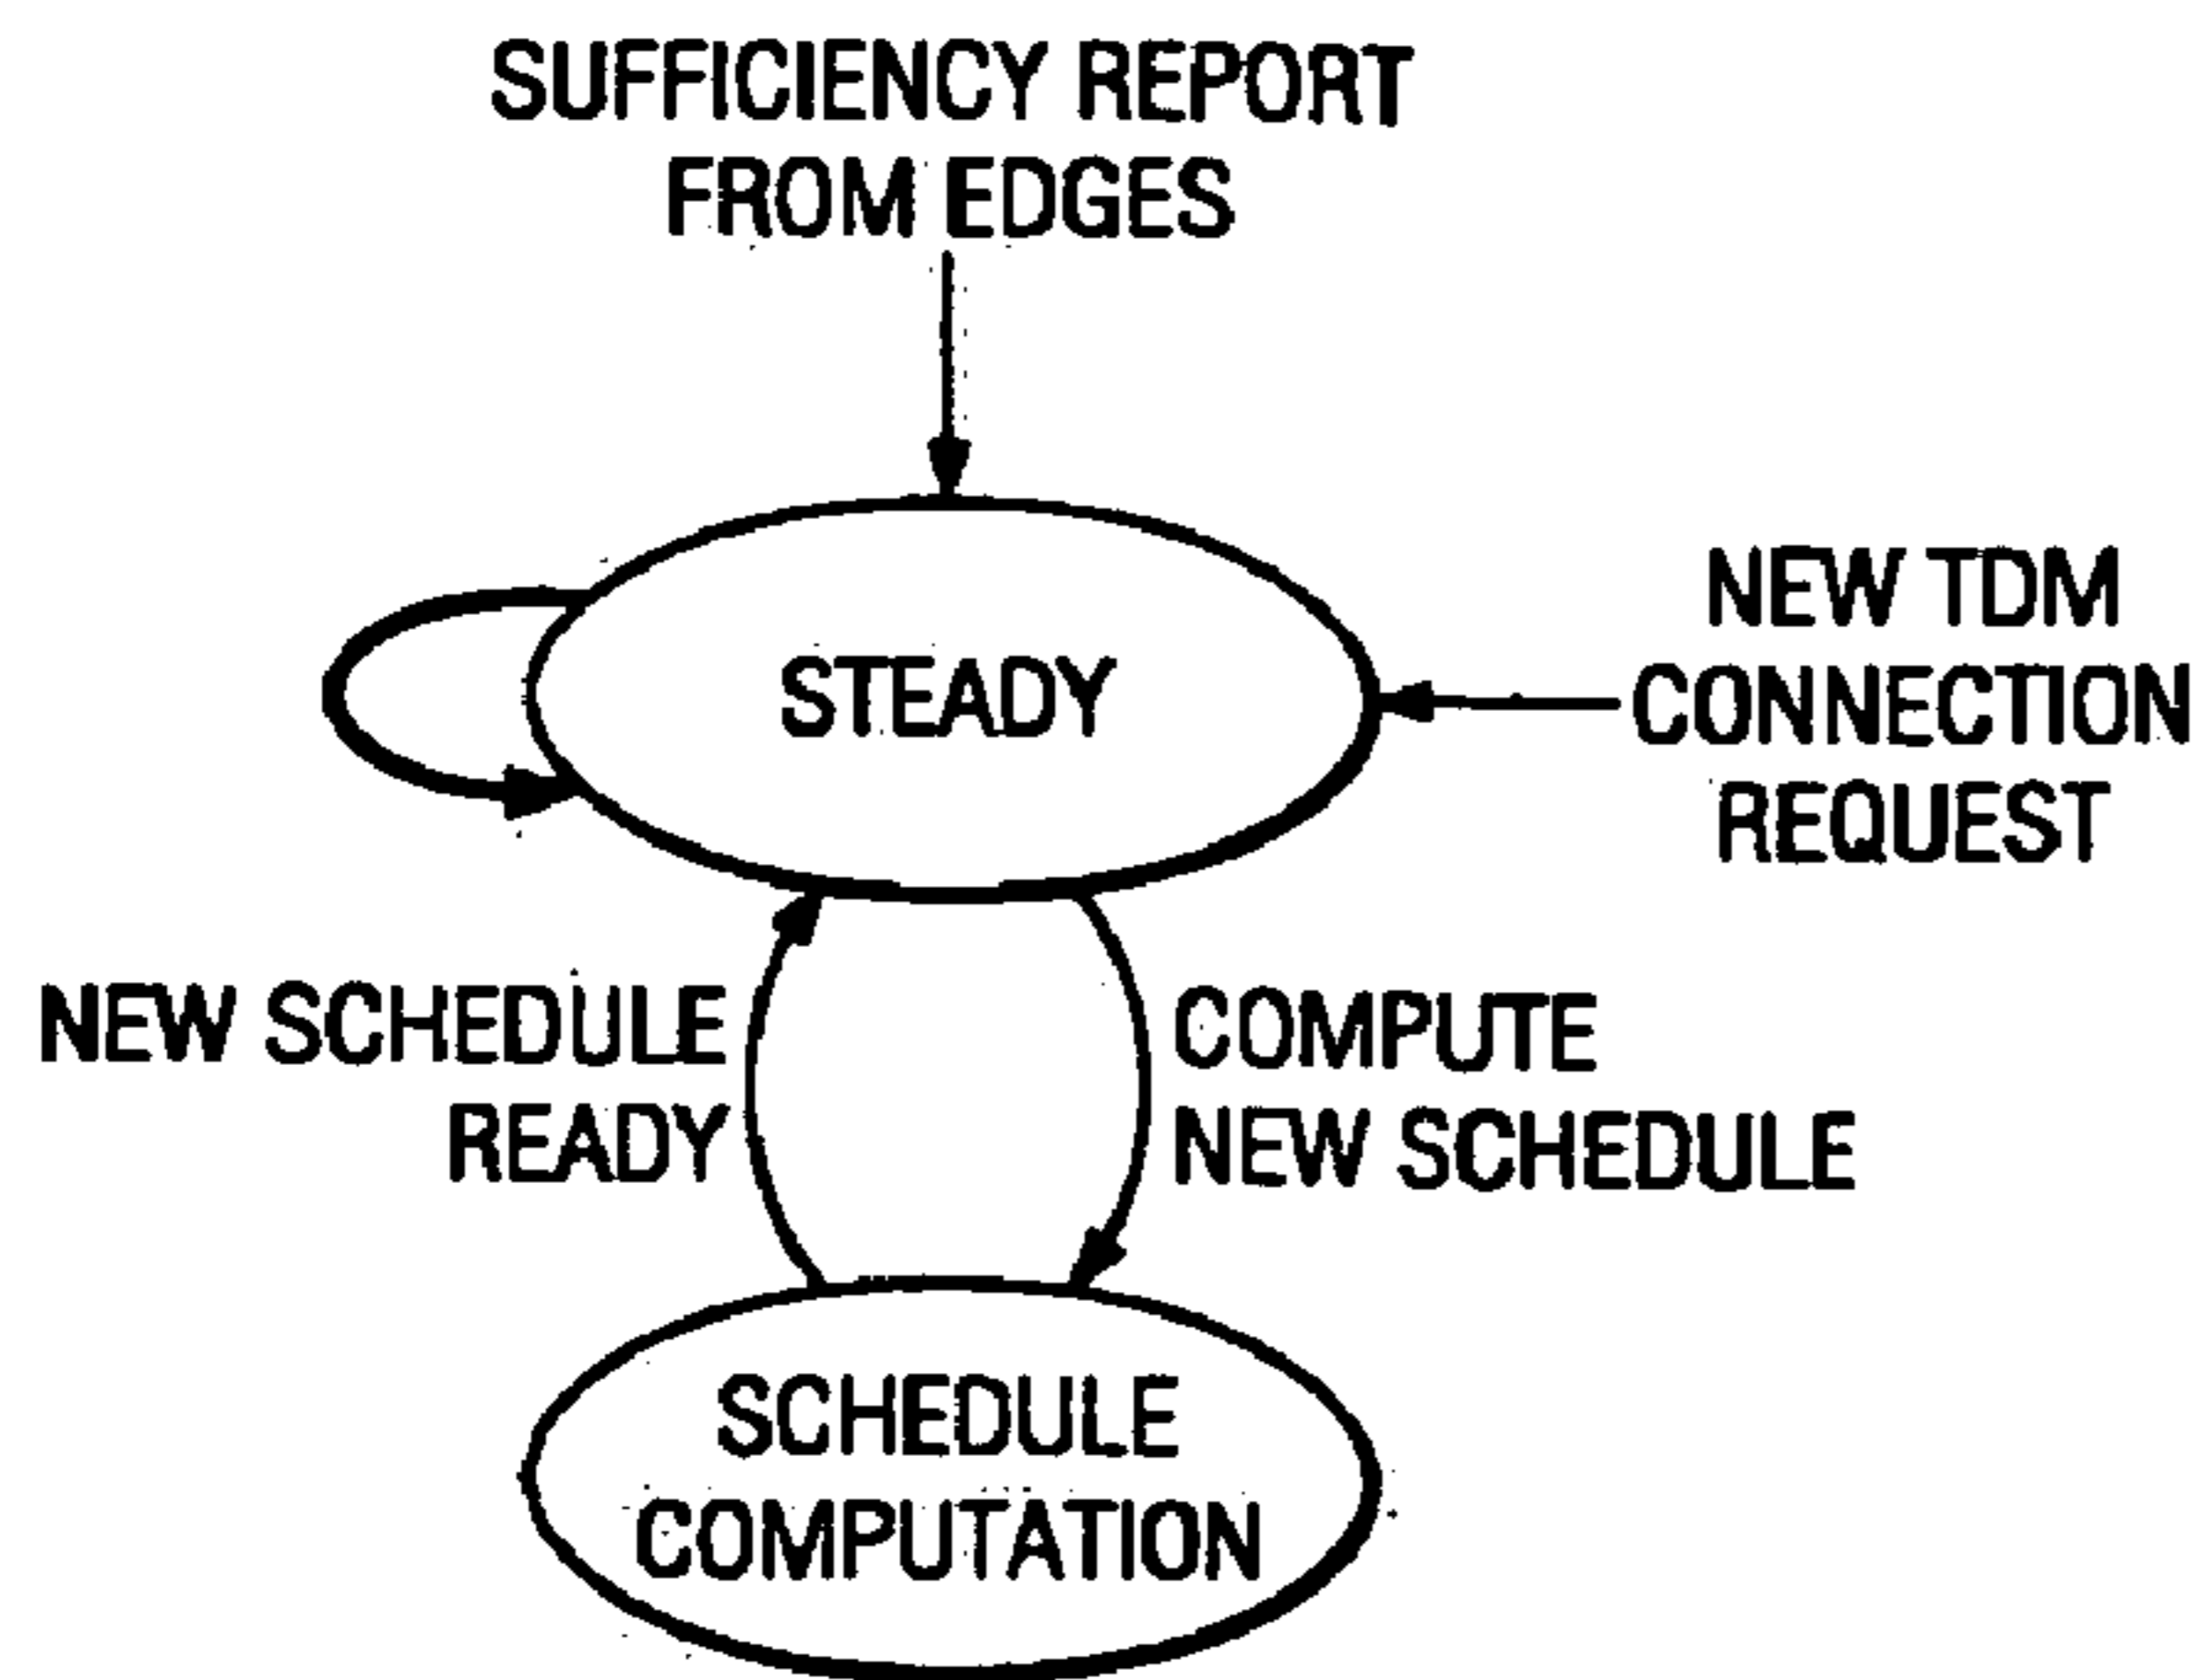 SUFFICIENCY REPORT
FROM EDGES
NEW TDM
CONNECTION
REQUEST
STEADY
NEW SCHEDULE
READY
COMPUTE
NEW SCHEDULE
SCHEDULE
COMPUTATION